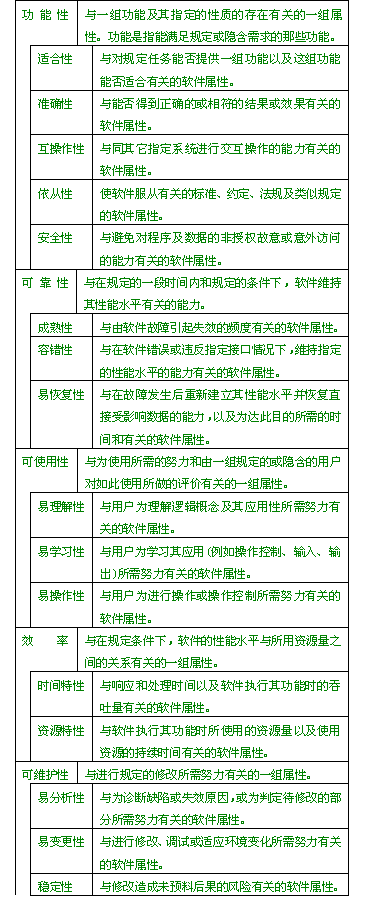 功能性 与一组功能及其指定的性质的存在有关的一组属
性。功能是指能满足规定或隐含需求的那些功能。
适合性 与对规定任务能否提供一组功能以及这组功能
能否适合有关的软件属性。
准确性 与能否得到正确的或相符的结果或效果有关的
软件属性。
互操作性 与同其它指定系统进行交互操作的能力有关的
软件属性。
依从性 使软件服从有关的标准、约定、法规及类似规定
的软件属性。
安全性 与避免对程序及数据的非授权故意或意外访问
的能力有关的软件属性。
可靠性 与在规定的一段时间内和规定的条件下，软件维持
其性能水平有关的能力。
成熟性 与由软件故障引起失效的频度有关的软件属性。
容错性 与在软件错误或违反指定接口情况下，维持指定
的性能水平的能力有关的软件属性。
易恢复性 与在故障发生后重新建立其性能水平并恢复直
接受影响数据的能力，以及为达此目的所需的时
间和有关的软件属性。
可使用性 与为使用所需的努力和由一组规定的或隐含的用户
对如此使用所做的评价有关的一组属性。
易理解性 与用户为理解逻辑概念及其应用性所需努力有
关的软件属性。
易学习性 与用户为学习其应用(例如操作控制、输入、输
出)所需努力有关的软件属性。
易操作性 与用户为进行操作或操作控制所需努力有关的
软件属性。
效率 与在规定条件下，软件的性能水平与所用资源量之
间的关系有关的一组属性。
时间特性 与响应和处理时间以及软件执行其功能时的吞
吐量有关的软件属性。
资源特性 与软件执行其功能时所使用的资源量以及使用
资源的持续时间有关的软件属性。
可维护性 与进行规定的修改所需努力有关的一组属性。
易分析性 与为诊断缺陷或失效原因，或为判定待修改的部
分所需努力有关的软件属性。
易变更性 与进行修改、调试或适应环境变化所需努力有关
的软件属性。
稳定性 与修改造成未预料后果的风险有关的软件属性。